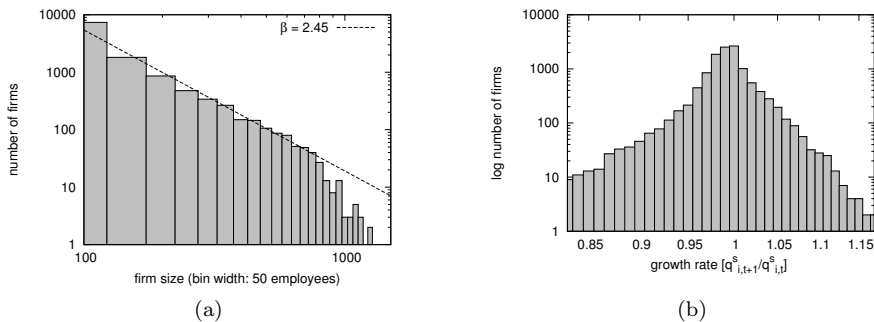 10000
1000
100
10
1
number of firms
β = 2.45
100
1000
firm size (bin width: 50 employees)
(a)
10000
1000
100
10
1
log number of firms
0.85 0.9 0.95 1 1.05 1.1 1.15
growth rate [q^s_{i,t+1}/q^s_{i,t}]
(b)